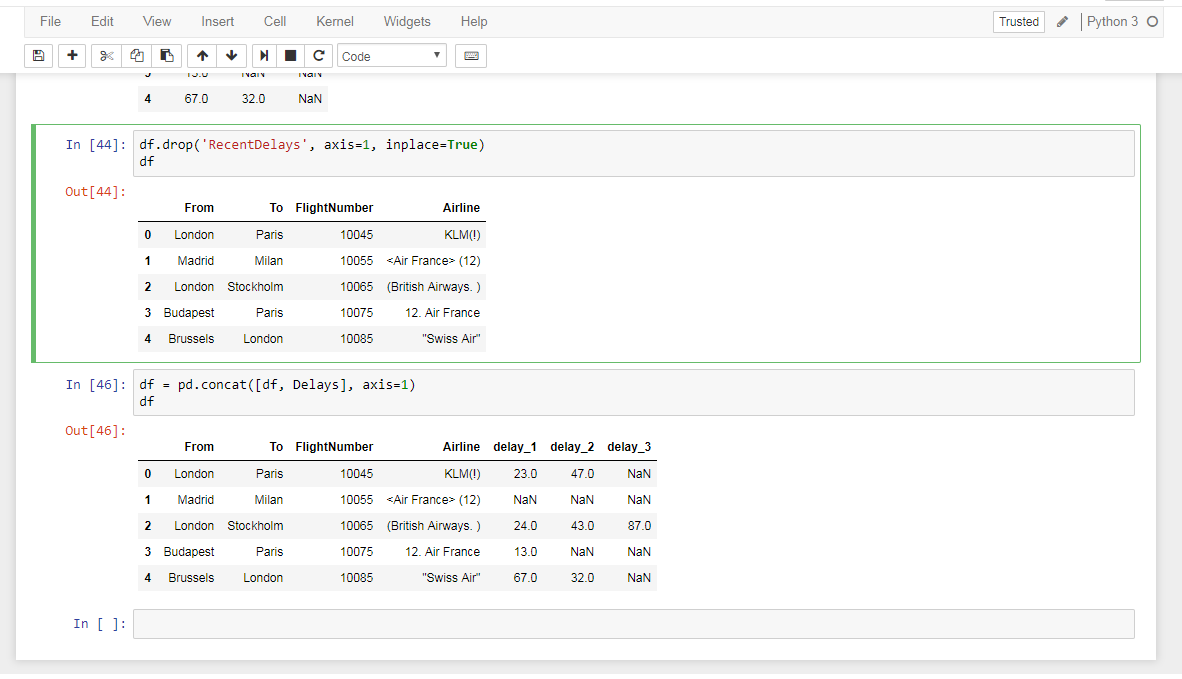 File Edit View Insert Cell Kernel Widgets Help Trusted Python 3
Code
3 13.0 NaN NaN
4 67.0 32.0 NaN
In [44]: df.drop('RecentDelays', axis=1, inplace=True)
df
Out[44]:
From To FlightNumber Airline
0 London Paris 10045 KLM(!)
1 Madrid Milan 10055 <Air France> (12)
2 London Stockholm 10065 (British Airways. )
3 Budapest Paris 10075 12. Air France
4 Brussels London 10085 "Swiss Air"
In [46]: df = pd.concat([df, Delays], axis=1)
df
Out[46]:
From To FlightNumber Airline delay_1 delay_2 delay_3
0 London Paris 10045 KLM(!) 23.0 47.0 NaN
1 Madrid Milan 10055 <Air France> (12) NaN NaN NaN
2 London Stockholm 10065 (British Airways. ) 24.0 43.0 87.0
3 Budapest Paris 10075 12. Air France 13.0 NaN NaN
4 Brussels London 10085 "Swiss Air" 67.0 32.0 NaN
In [ ]: